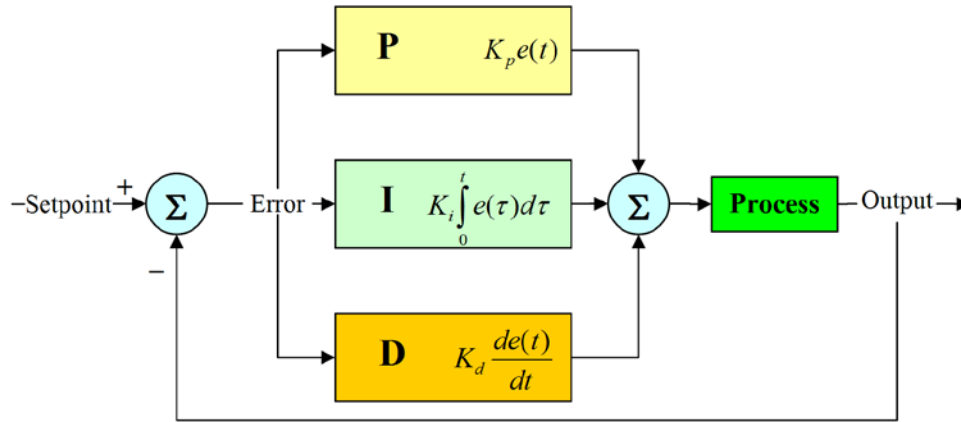 P K_p e(t)
–Setpoint + Σ Error I K_i ∫_0^t e(τ)dτ Σ Process Output
–
D K_d de(t)/dt